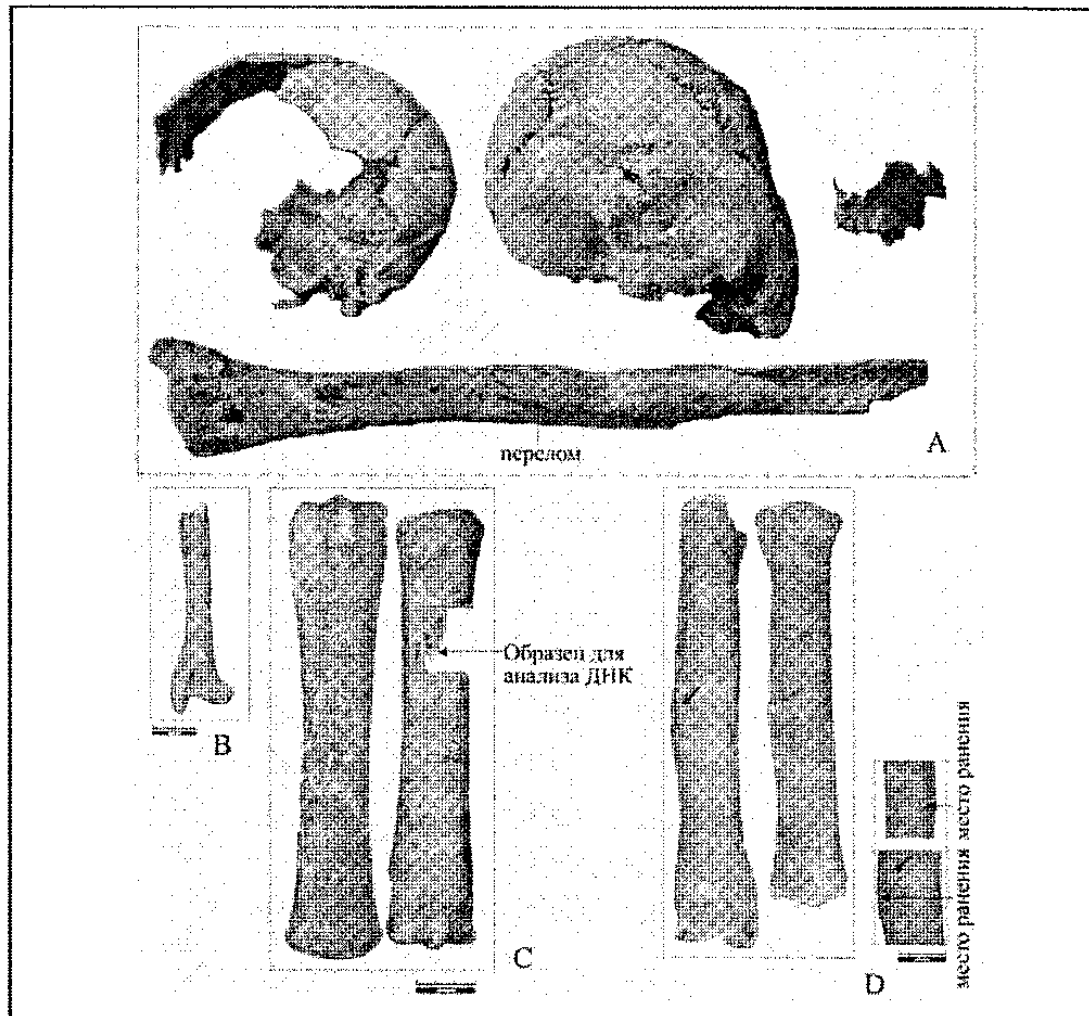 перелом
A
B
Образец для
анализа ДНК
C
место ранения
место ранения
D